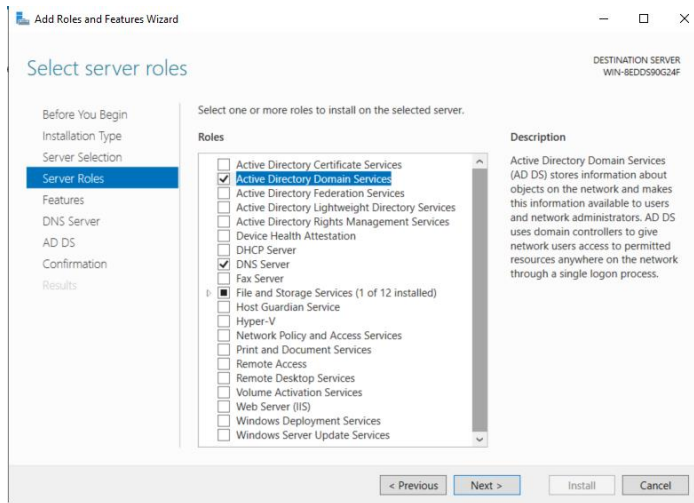 Add Roles and Features Wizard
Select server roles
DESTINATION SERVER
WIN-8EDDS90G24F
Before You Begin
Installation Type
Server Selection
Server Roles
Features
DNS Server
AD DS
Confirmation
Results
Select one or more roles to install on the selected server.
Roles
Active Directory Certificate Services
Active Directory Domain Services
Active Directory Federation Services
Active Directory Lightweight Directory Services
Active Directory Rights Management Services
Device Health Attestation
DHCP Server
DNS Server
Fax Server
File and Storage Services (1 of 12 installed)
Host Guardian Service
Hyper-V
Network Policy and Access Services
Print and Document Services
Remote Access
Remote Desktop Services
Volume Activation Services
Web Server (IIS)
Windows Deployment Services
Windows Server Update Services
Description
Active Directory Domain Services
(AD DS) stores information about
objects on the network and makes
this information available to users
and network administrators. AD DS
uses domain controllers to give
network users access to permitted
resources anywhere on the network
through a single logon process.
< Previous
Next >
Install
Cancel